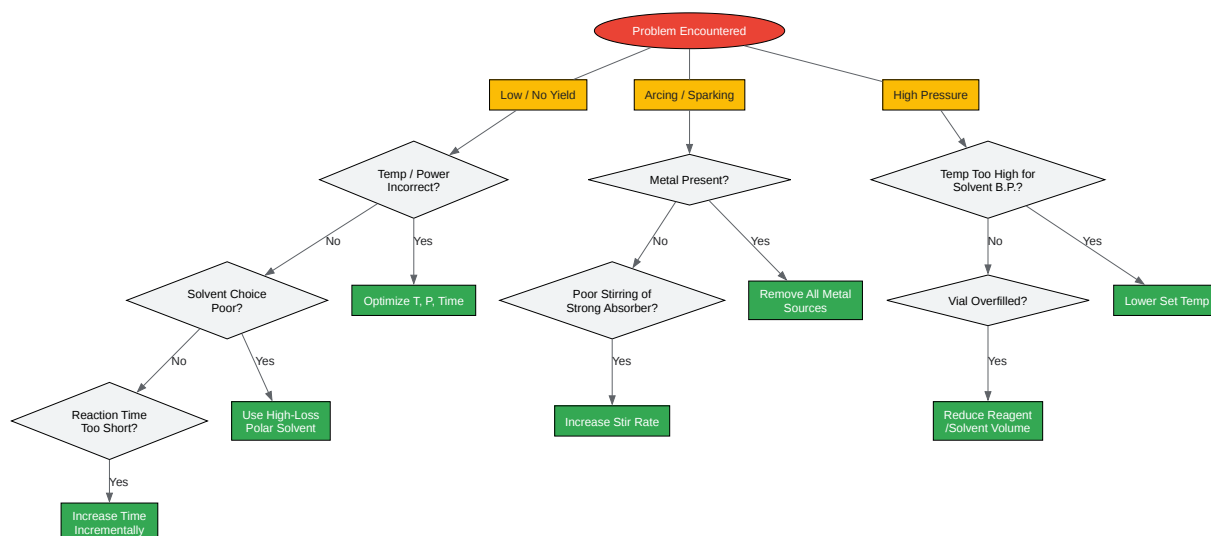 Problem Encountered
Low / No Yield
Arcing / Sparking
High Pressure
Temp / Power
Incorrect?
Metal Present?
Temp Too High for
Solvent B.P.?
No
Yes
No
Yes
No
Yes
Solvent Choice
Poor?
Optimize T, P, Time
Poor Stirring of
Strong Absorber?
Remove All Metal
Sources
Vial Overfilled?
Lower Set Temp
No
Yes
Yes
Yes
Reaction Time
Too Short?
Use High-Loss
Polar Solvent
Increase Stir Rate
Reduce Reagent
/Solvent Volume
Yes
Increase Time
Incrementally